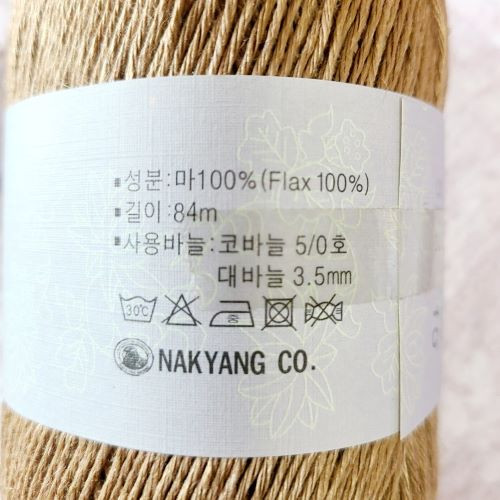 ▪성분:마100%(Flax 100%)
▪길이:84m
▪사용바늘:코바늘 5/0호
대바늘 3.5mm
30℃ 중
NAKYANG CO.